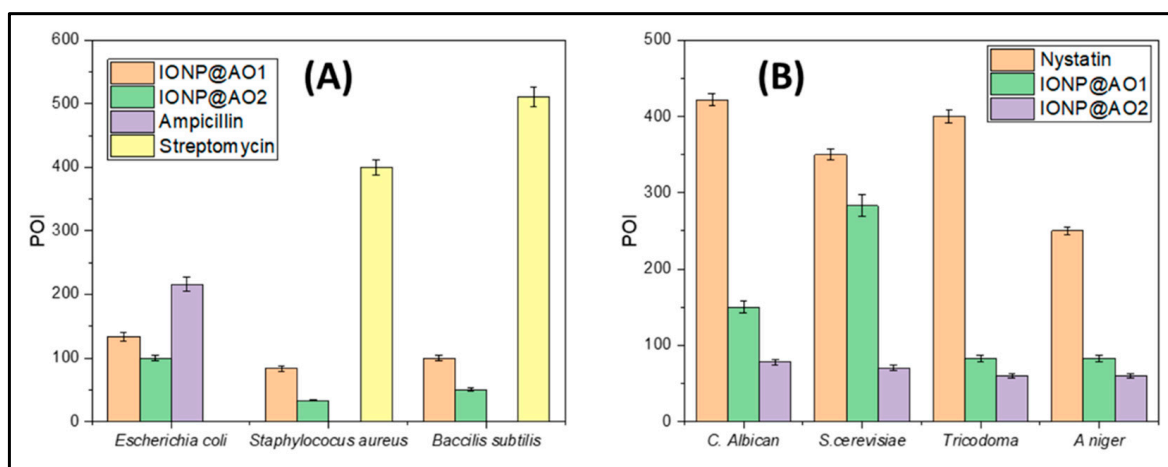 (A)
IONP@AO1
IONP@AO2
Ampicillin
Streptomycin
POI
600
500
400
300
200
100
0
Escherichia coli
Staphylococus aureus
Baccilis subtilis
(B)
Nystatin
IONP@AO1
IONP@AO2
POI
500
400
300
200
100
0
C. Albican
S.cerevisiae
Tricodoma
A niger